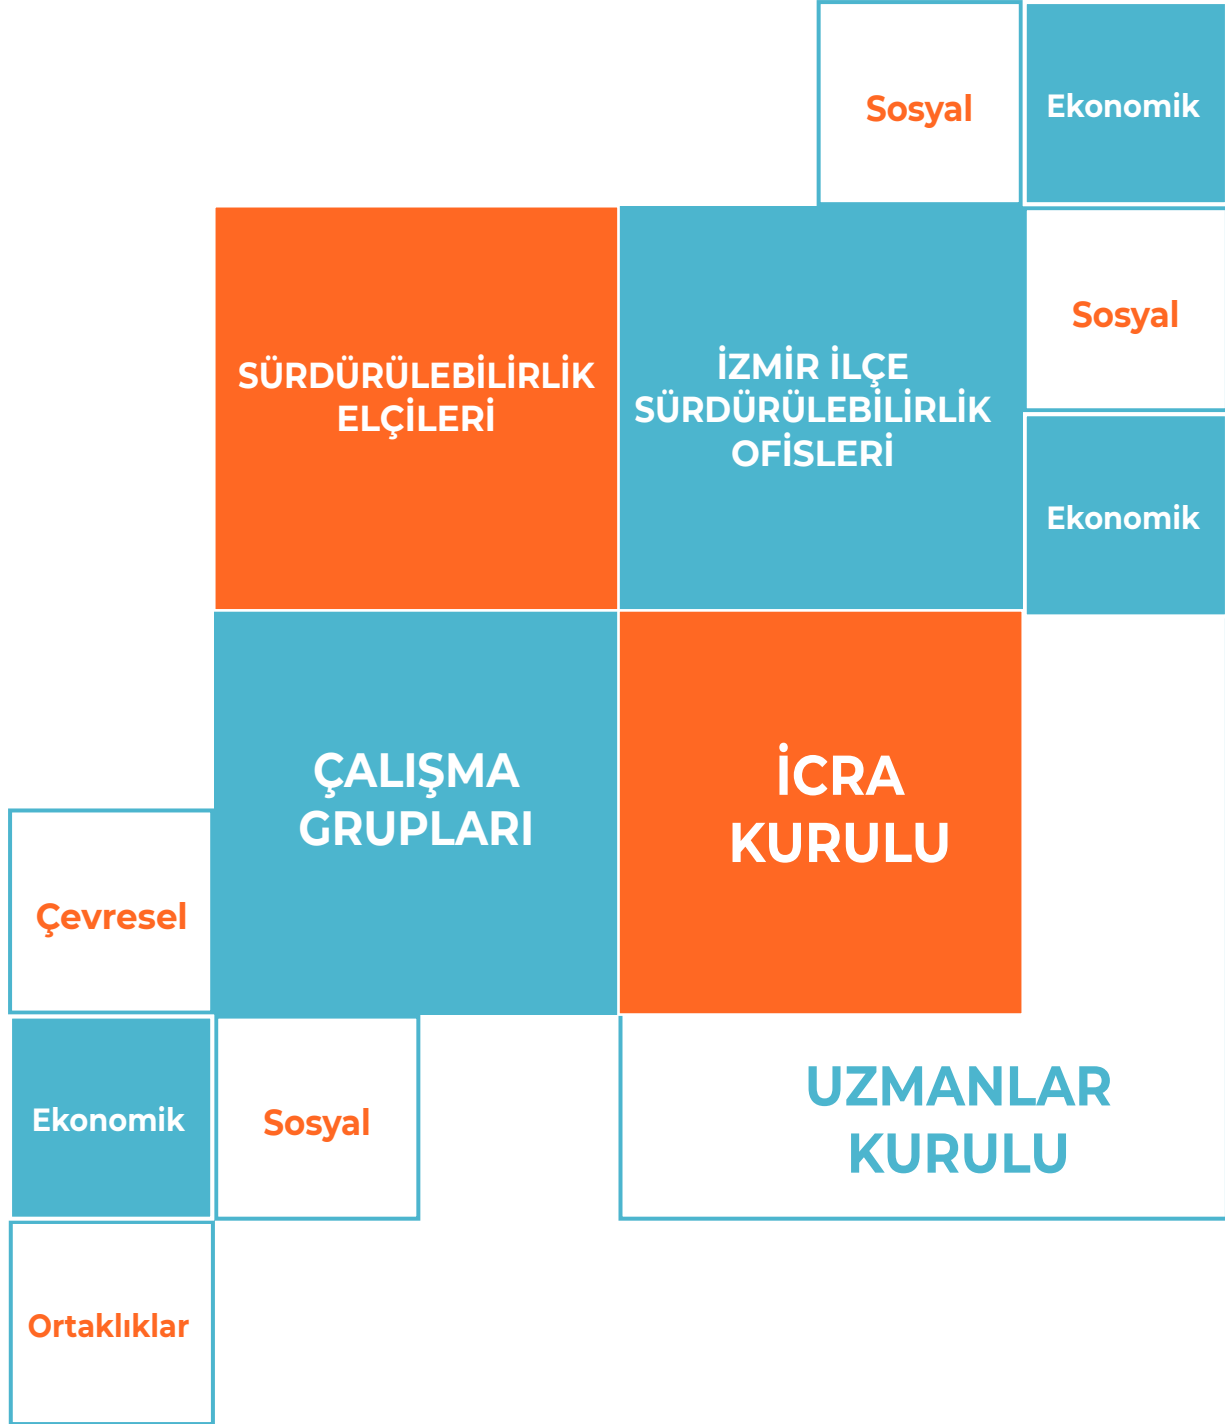 Sosyal
Ekonomik
Sosyal
SÜRDÜRÜLEBİLİRLİK
ELÇİLERİ
İZMİR İLÇE
SÜRDÜRÜLEBİLİRLİK
OFİSLERİ
Ekonomik
ÇALIŞMA
GRUPLARI
İCRA
KURULU
Çevresel
Ekonomik
Sosyal
UZMANLAR
KURULU
Ortaklıklar